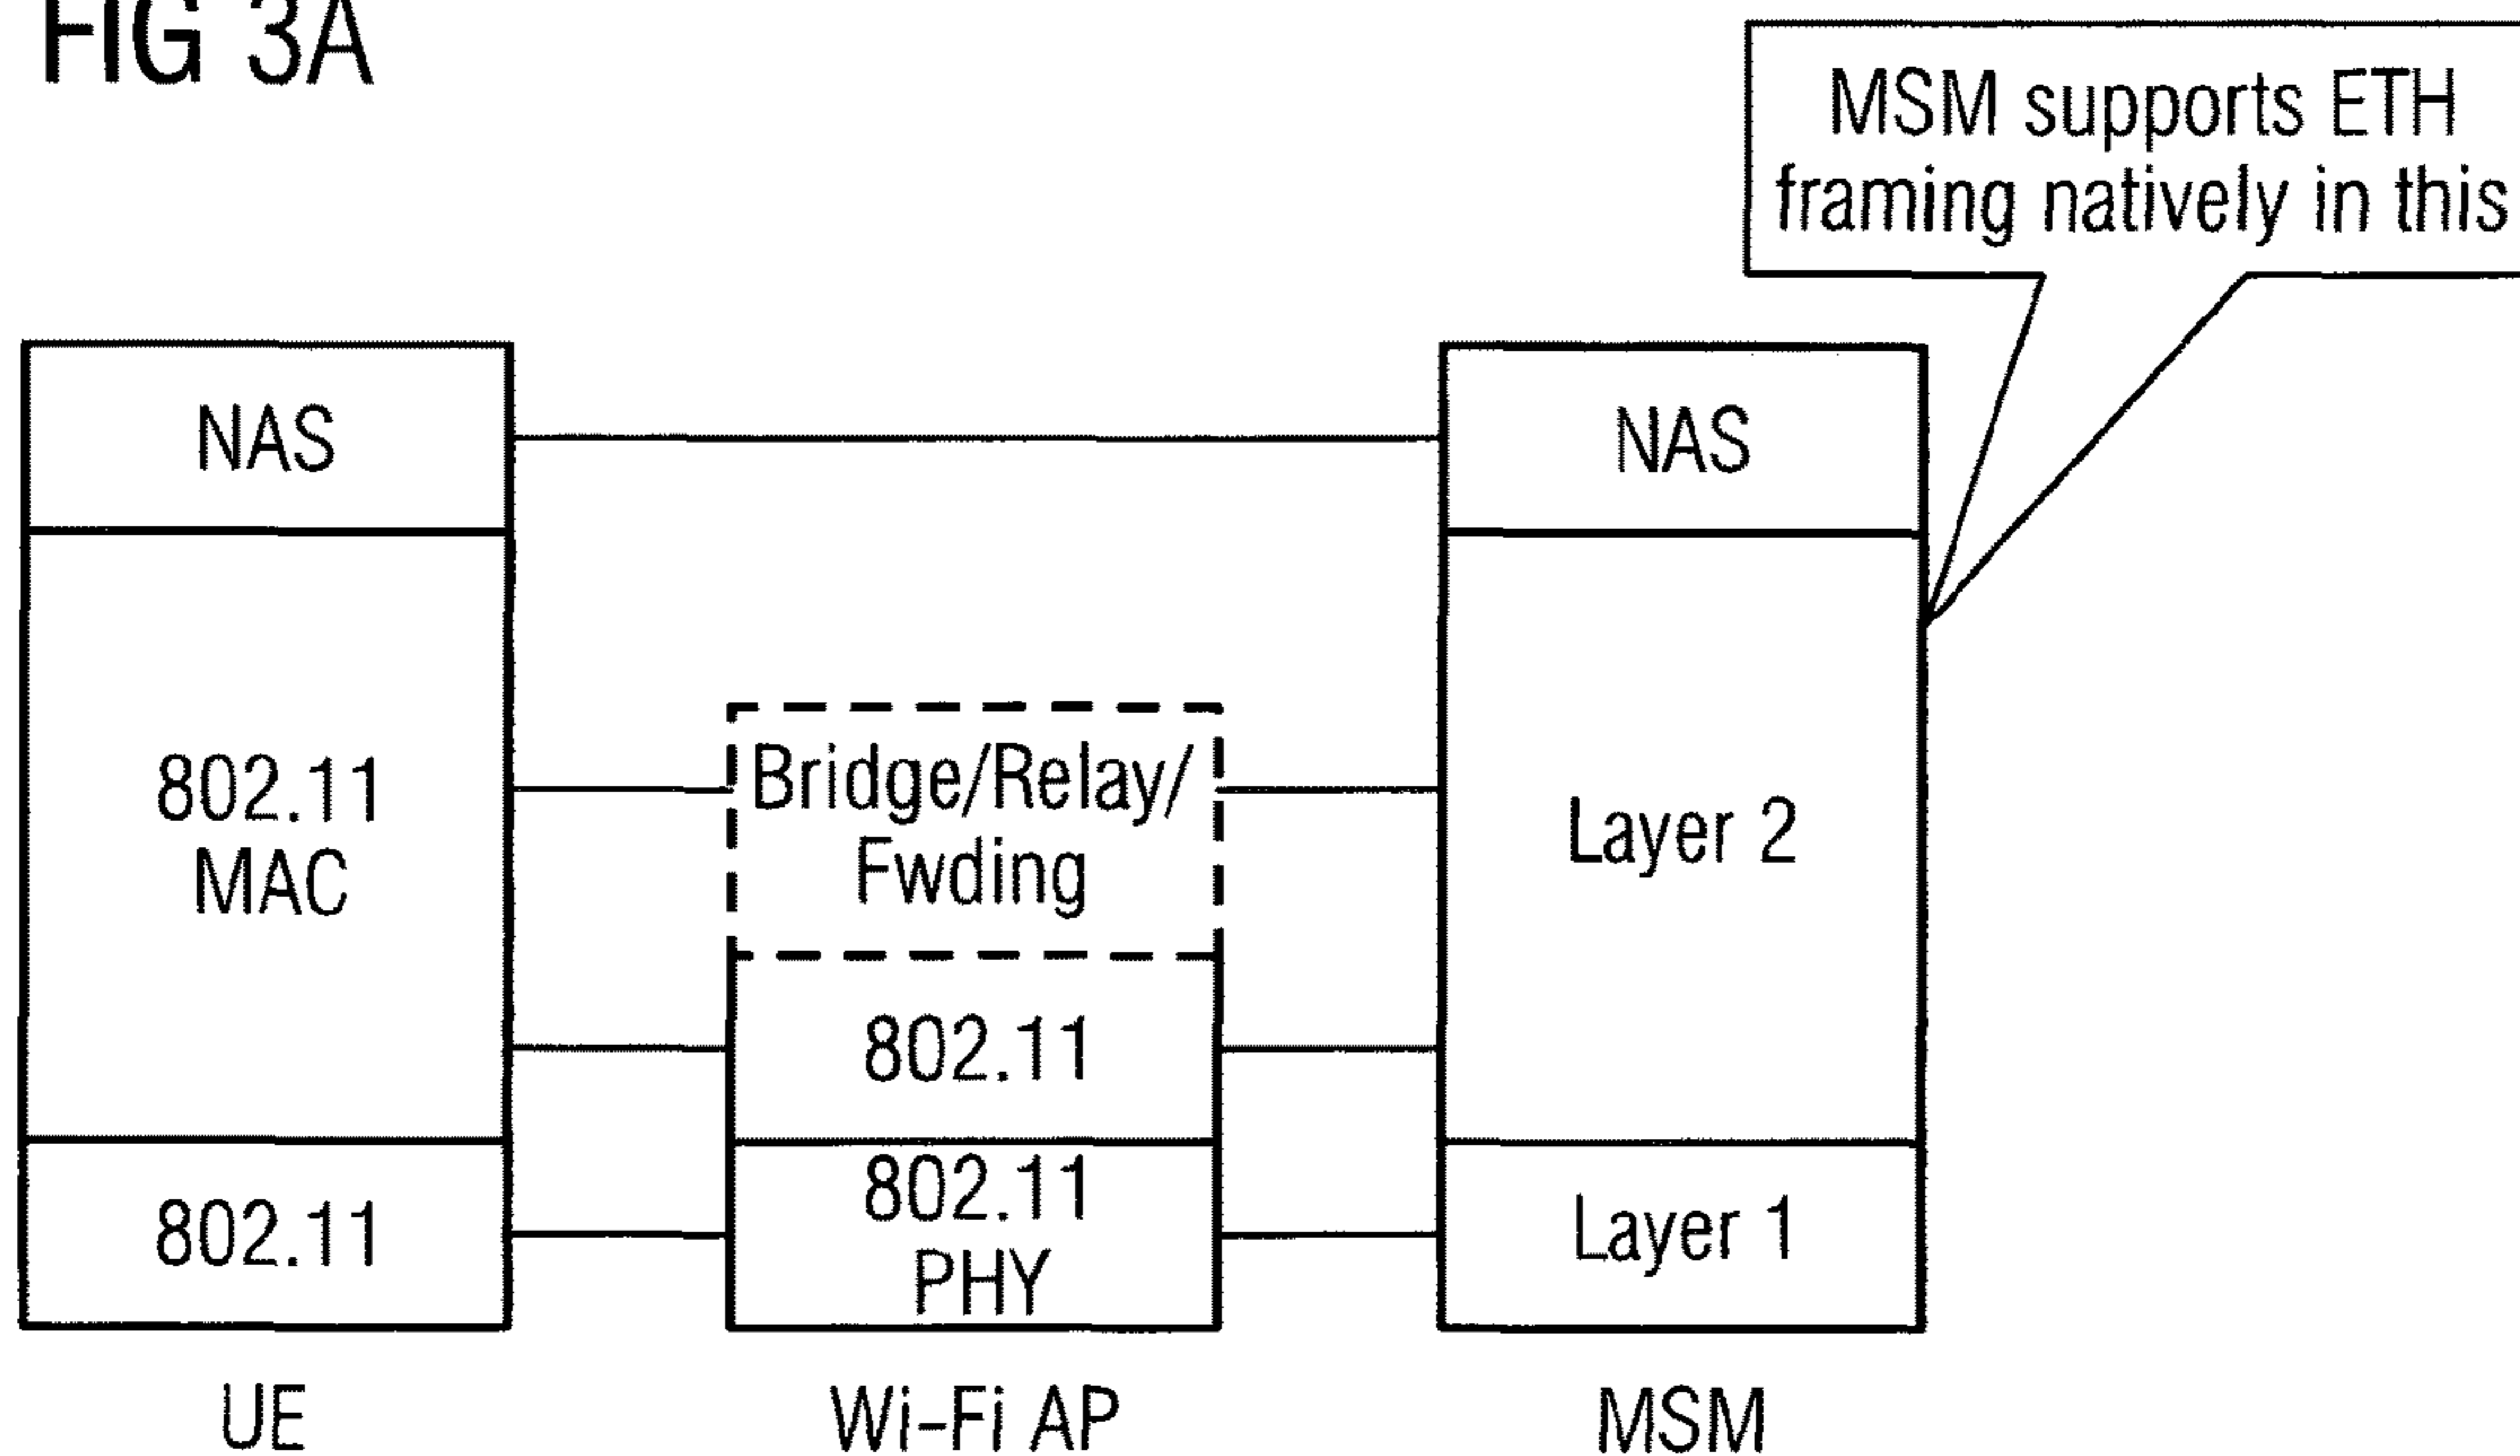 FIG 3A
MSM supports ETH
framing natively in this
NAS
NAS
802.11
MAC
Bridge/Relay/
Fwding
Layer 2
802.11
802.11
802.11
PHY
Layer 1
UE
Wi-Fi AP
MSM